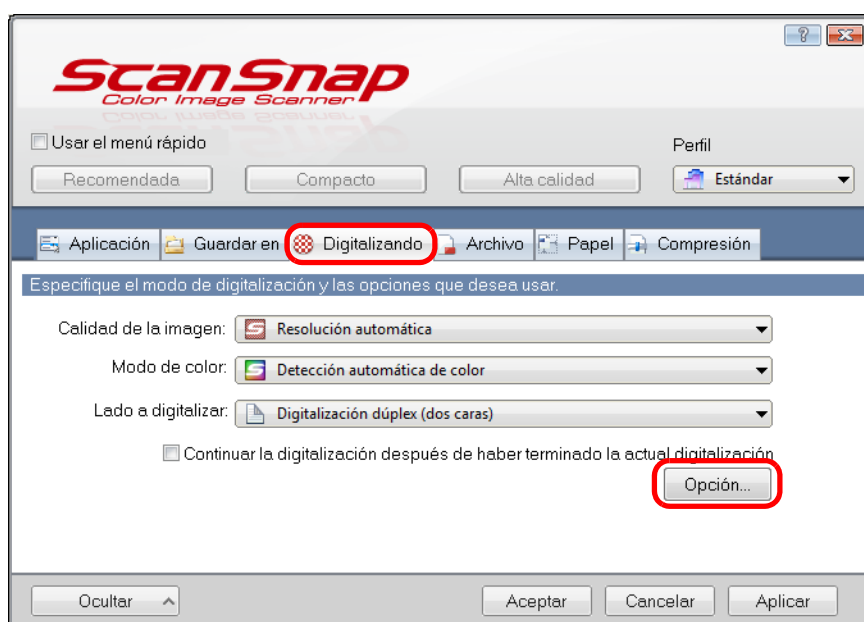 ScanSnap
Color Image Scanner
Usar el menú rápido
Perfil
Recomendada Compacto Alta calidad Estándar
Aplicación Guardar en Digitalizando Archivo Papel Compresión
Especifique el modo de digitalización y las opciones que desea usar.
Calidad de la imagen: Resolución automática
Modo de color: Detección automática de color
Lado a digitalizar: Digitalización dúplex (dos caras)
Continuar la digitalización después de haber terminado la actual digitalización
Opción...
Ocultar Aceptar Cancelar Aplicar